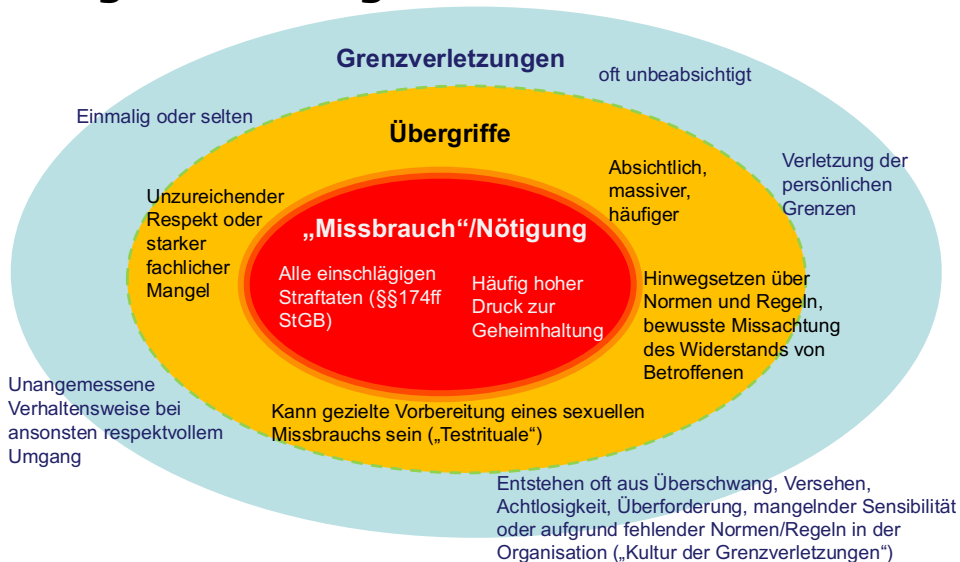 Grenzverletzungen
oft unbeabsichtigt
Einmalig oder selten
Übergriffe
Absichtlich,
massiver,
häufiger
Verletzung der
persönlichen
Grenzen
Unzureichender
Respekt oder
starker
fachlicher
Mangel
„Missbrauch“/Nötigung
Alle einschlägigen
Straftaten (§§174ff
StGB)
Häufig hoher
Druck zur
Geheimhaltung
Hinwegsetzen über
Normen und Regeln,
bewusste Missachtung
des Widerstands von
Betroffenen
Unangemessene
Verhaltensweise bei
ansonsten respektvollem
Umgang
Kann gezielte Vorbereitung eines sexuellen
Missbrauchs sein („Testrituale“)
Entstehen oft aus Überschwang, Versehen,
Achtlosigkeit, Überforderung, mangelnder Sensibilität
oder aufgrund fehlender Normen/Regeln in der
Organisation („Kultur der Grenzverletzungen“)